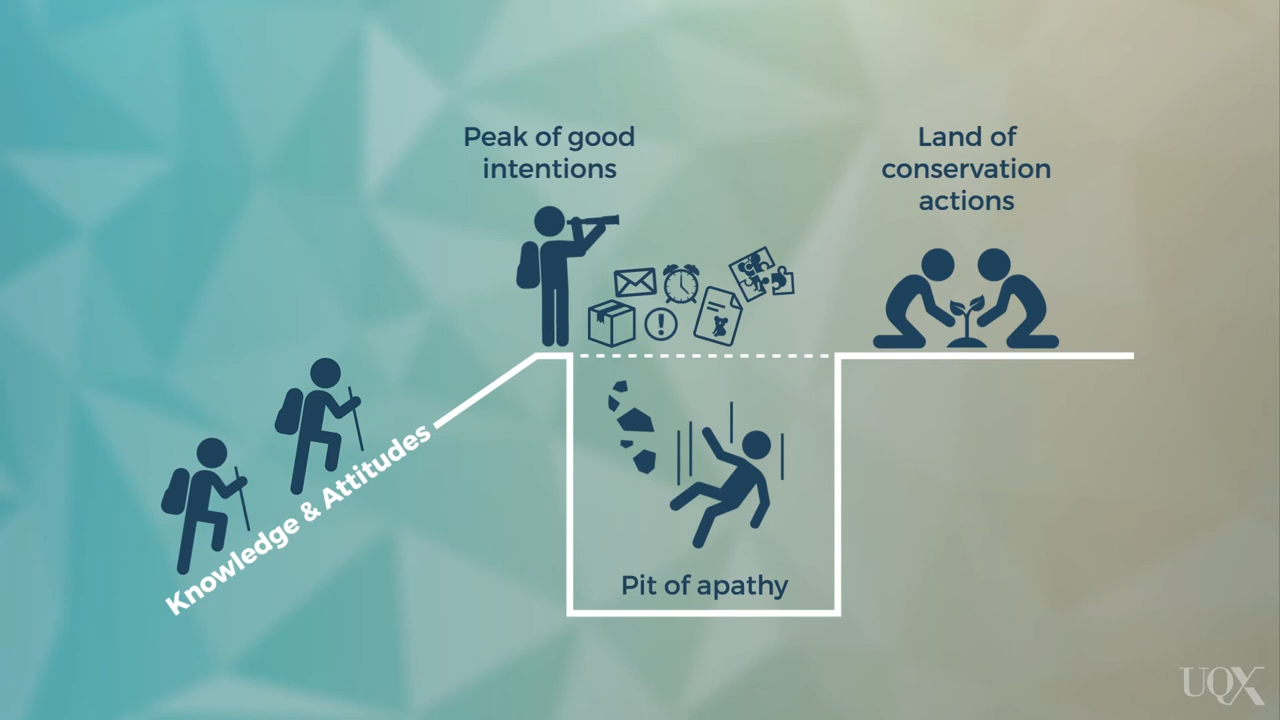 Peak of good
intentions
Land of
conservation
actions
Knowledge & Attitudes
Pit of apathy
UQX